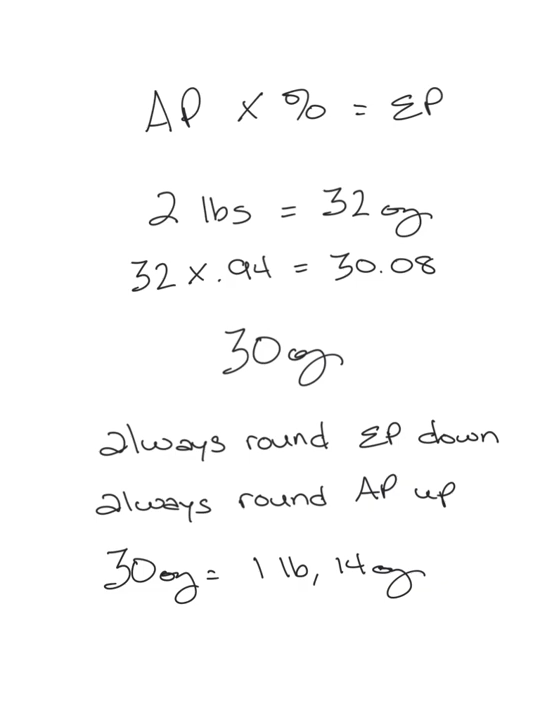 AP x % = EP
2 lbs = 32 oz
32 x .94 = 30.08
30 oz
always round EP down
always round AP up
30 oz = 1 lb, 14 oz